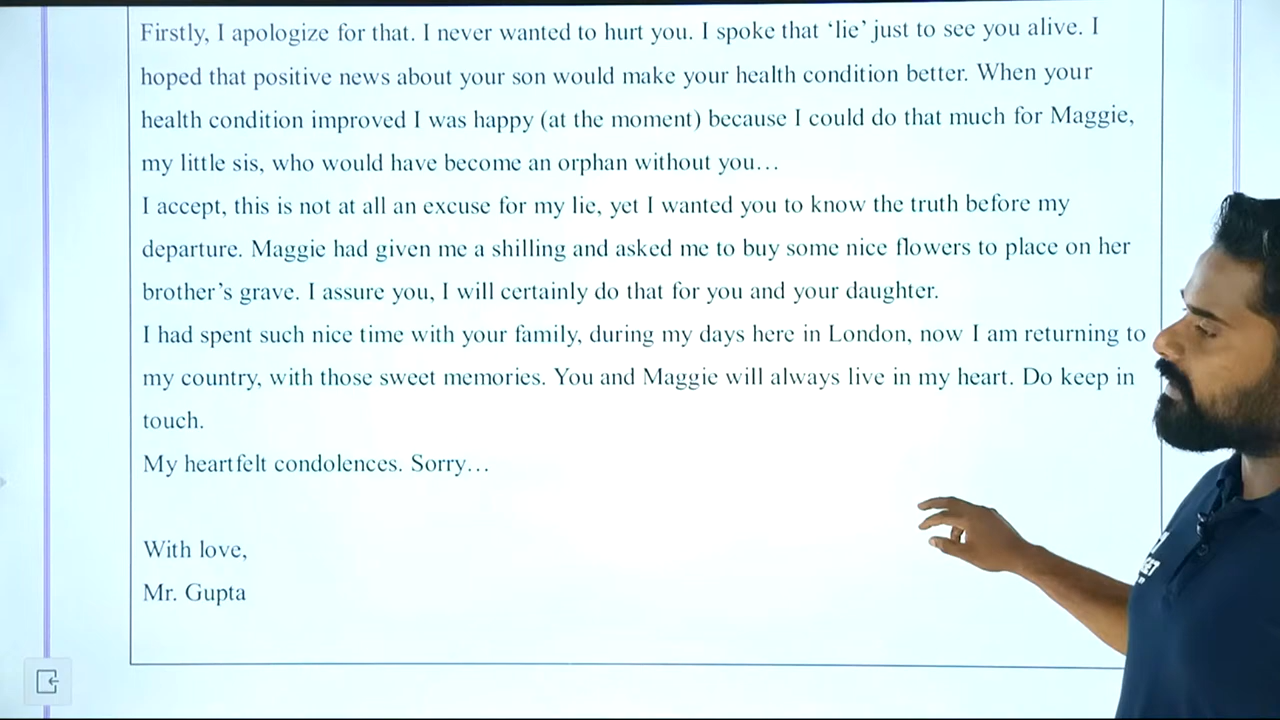 Firstly, I apologize for that. I never wanted to hurt you. I spoke that ‘lie’ just to see you alive. I
hoped that positive news about your son would make your health condition better. When your
health condition improved I was happy (at the moment) because I could do that much for Maggie,
my little sis, who would have become an orphan without you…
I accept, this is not at all an excuse for my lie, yet I wanted you to know the truth before my
departure. Maggie had given me a shilling and asked me to buy some nice flowers to place on her
brother’s grave. I assure you, I will certainly do that for you and your daughter.
I had spent such nice time with your family, during my days here in London, now I am returning to
my country, with those sweet memories. You and Maggie will always live in my heart. Do keep in
touch.
My heartfelt condolences. Sorry…
With love,
Mr. Gupta